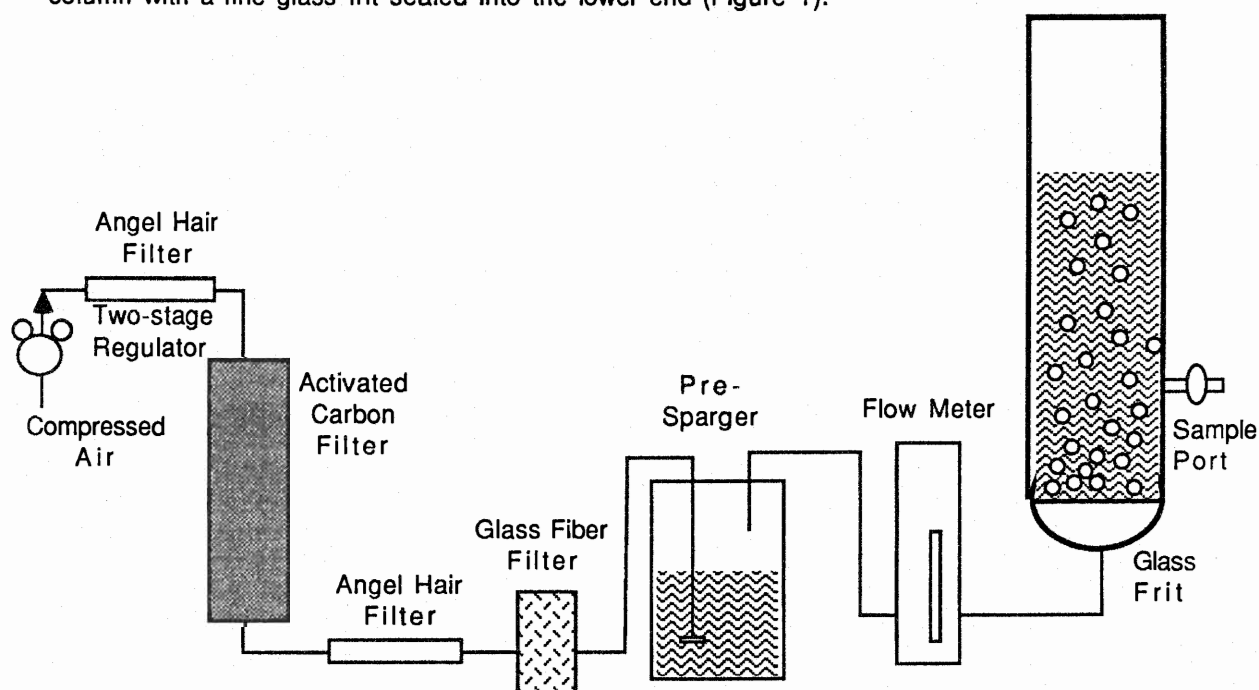 column with a fine glass frit sealed into the lower end (Figure 1).
Angel Hair
Filter
Two-stage
Regulator
Compressed
Air
Activated
Carbon
Filter
Angel Hair
Filter
Glass Fiber
Filter
Pre-
Sparger
Flow Meter
Sample
Port
Glass
Frit